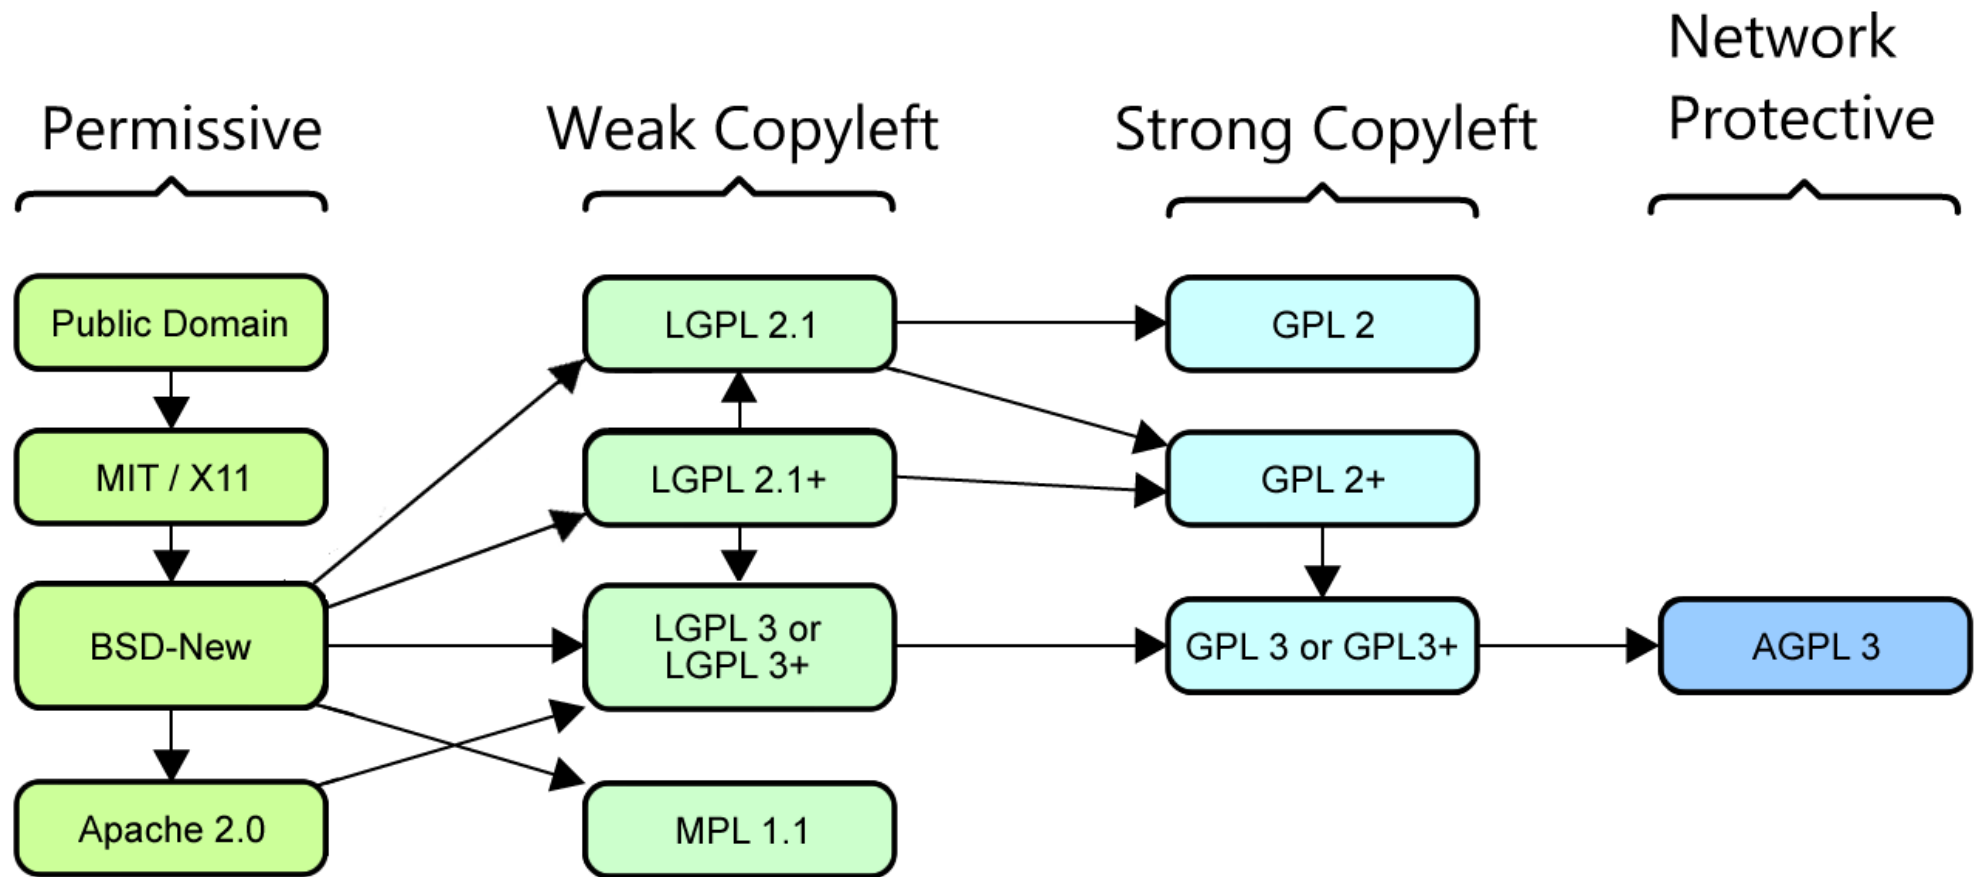 Permissive
Weak Copyleft
Strong Copyleft
Network
Protective
Public Domain
LGPL 2.1
GPL 2
MIT / X11
LGPL 2.1+
GPL 2+
BSD-New
LGPL 3 or
LGPL 3+
GPL 3 or GPL3+
AGPL 3
Apache 2.0
MPL 1.1